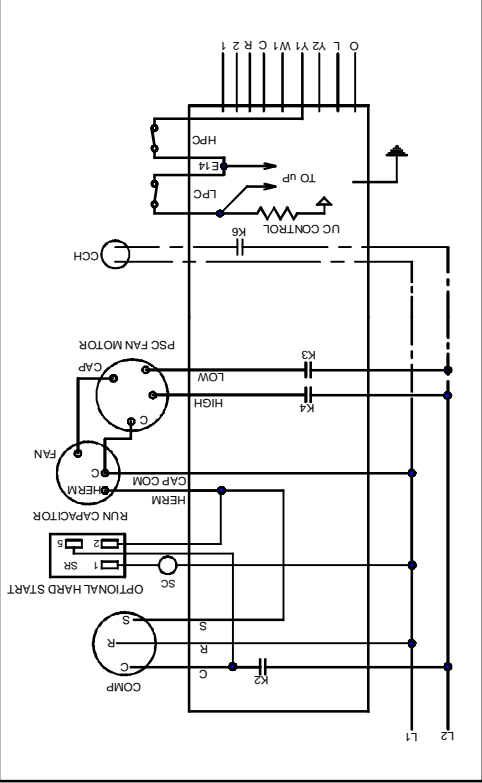 L2 L1
COMP
K2 C C
R R
S S
OPTIONAL HARD START
SC 1 SR
2 5
RUN CAPACITOR
HERM HERM
CAP COM C
FAN
C
K4 HIGH
K3 LOW
CAP
PSC FAN MOTOR
CCH
K6
UC CONTROL
LPC
TO uP
E14
HPC
O L Y2 Y1 W1 C R 2 1